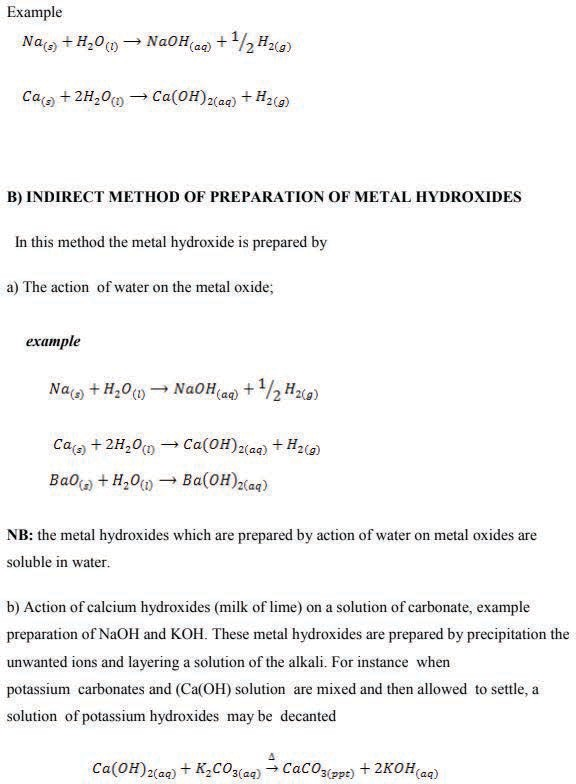 Example
Na(s) + H₂O(l) → NaOH(aq) + 1/2 H₂(g)
Ca(s) + 2H₂O(l) → Ca(OH)₂(aq) + H₂(g)
B) INDIRECT METHOD OF PREPARATION OF METAL HYDROXIDES
In this method the metal hydroxide is prepared by
a) The action of water on the metal oxide;
example
Na(s) + H₂O(l) → NaOH(aq) + 1/2 H₂(g)
Ca(s) + 2H₂O(l) → Ca(OH)₂(aq) + H₂(g)
BaO(s) + H₂O(l) → Ba(OH)₂(aq)
NB: the metal hydroxides which are prepared by action of water on metal oxides are
soluble in water.
b) Action of calcium hydroxides (milk of lime) on a solution of carbonate, example
preparation of NaOH and KOH. These metal hydroxides are prepared by precipitation the
unwanted ions and layering a solution of the alkali. For instance when
potassium carbonates and (Ca(OH) solution are mixed and then allowed to settle, a
solution of potassium hydroxides may be decanted
Δ
Ca(OH)₂(aq) + K₂CO₃(aq) → CaCO₃(ppt) + 2KOH(aq)